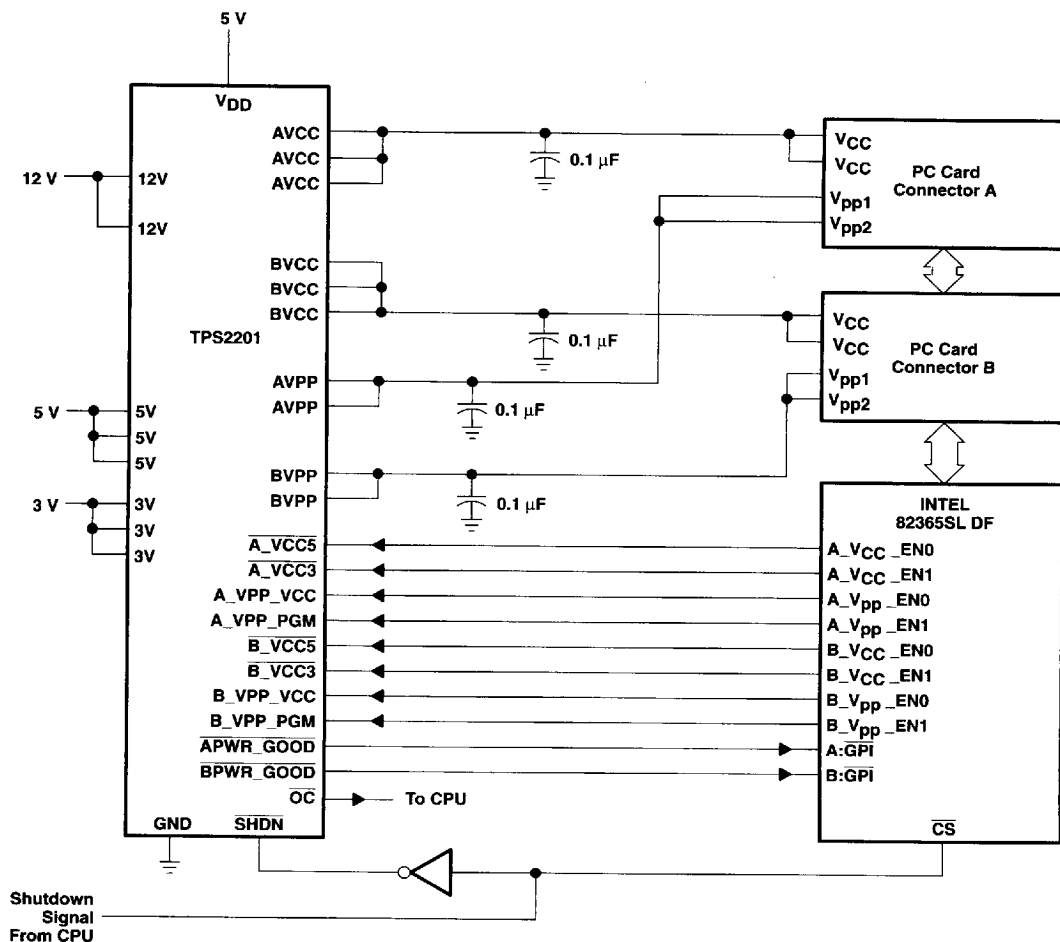 5 V
VDD
AVCC
AVCC
AVCC
12 V
12V
12V
BVCC
BVCC
BVCC
TPS2201
AVPP
AVPP
5 V
5V
5V
5V
BVPP
BVPP
3 V
3V
3V
3V
A_VCC5
A_VCC3
A_VPP_VCC
A_VPP_PGM
B_VCC5
B_VCC3
B_VPP_VCC
B_VPP_PGM
APWR_GOOD
BPWR_GOOD
OC
To CPU
GND
SHDN
Shutdown
Signal
From CPU
0.1 µF
0.1 µF
0.1 µF
0.1 µF
VCC
VCC
Vpp1
Vpp2
PC Card
Connector A
VCC
VCC
Vpp1
Vpp2
PC Card
Connector B
INTEL
82365SL DF
A_VCC_EN0
A_VCC_EN1
A_Vpp_EN0
A_Vpp_EN1
B_VCC_EN0
B_VCC_EN1
B_Vpp_EN0
B_Vpp_EN1
A:GPI
B:GPI
CS